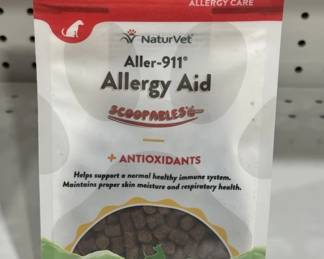 ALLERGY CARE
NaturVet®
Aller-911®
Allergy Aid
SCOOPABLES
+ ANTIOXIDANTS
Helps support a normal healthy immune system.
Maintains proper skin moisture and respiratory health.